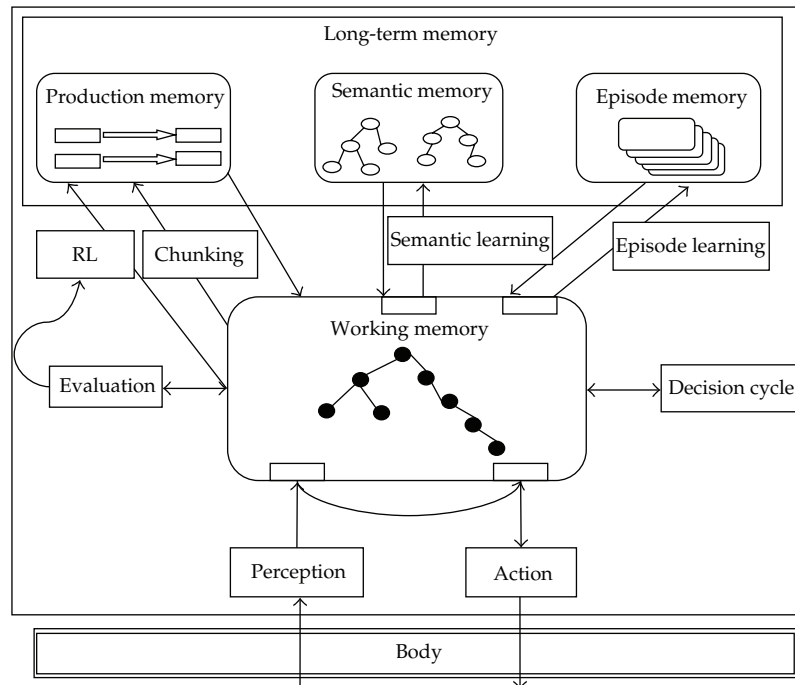 Long-term memory
Production memory
Semantic memory
Episode memory
RL
Chunking
Semantic learning
Episode learning
Working memory
Evaluation
Decision cycle
Perception
Action
Body